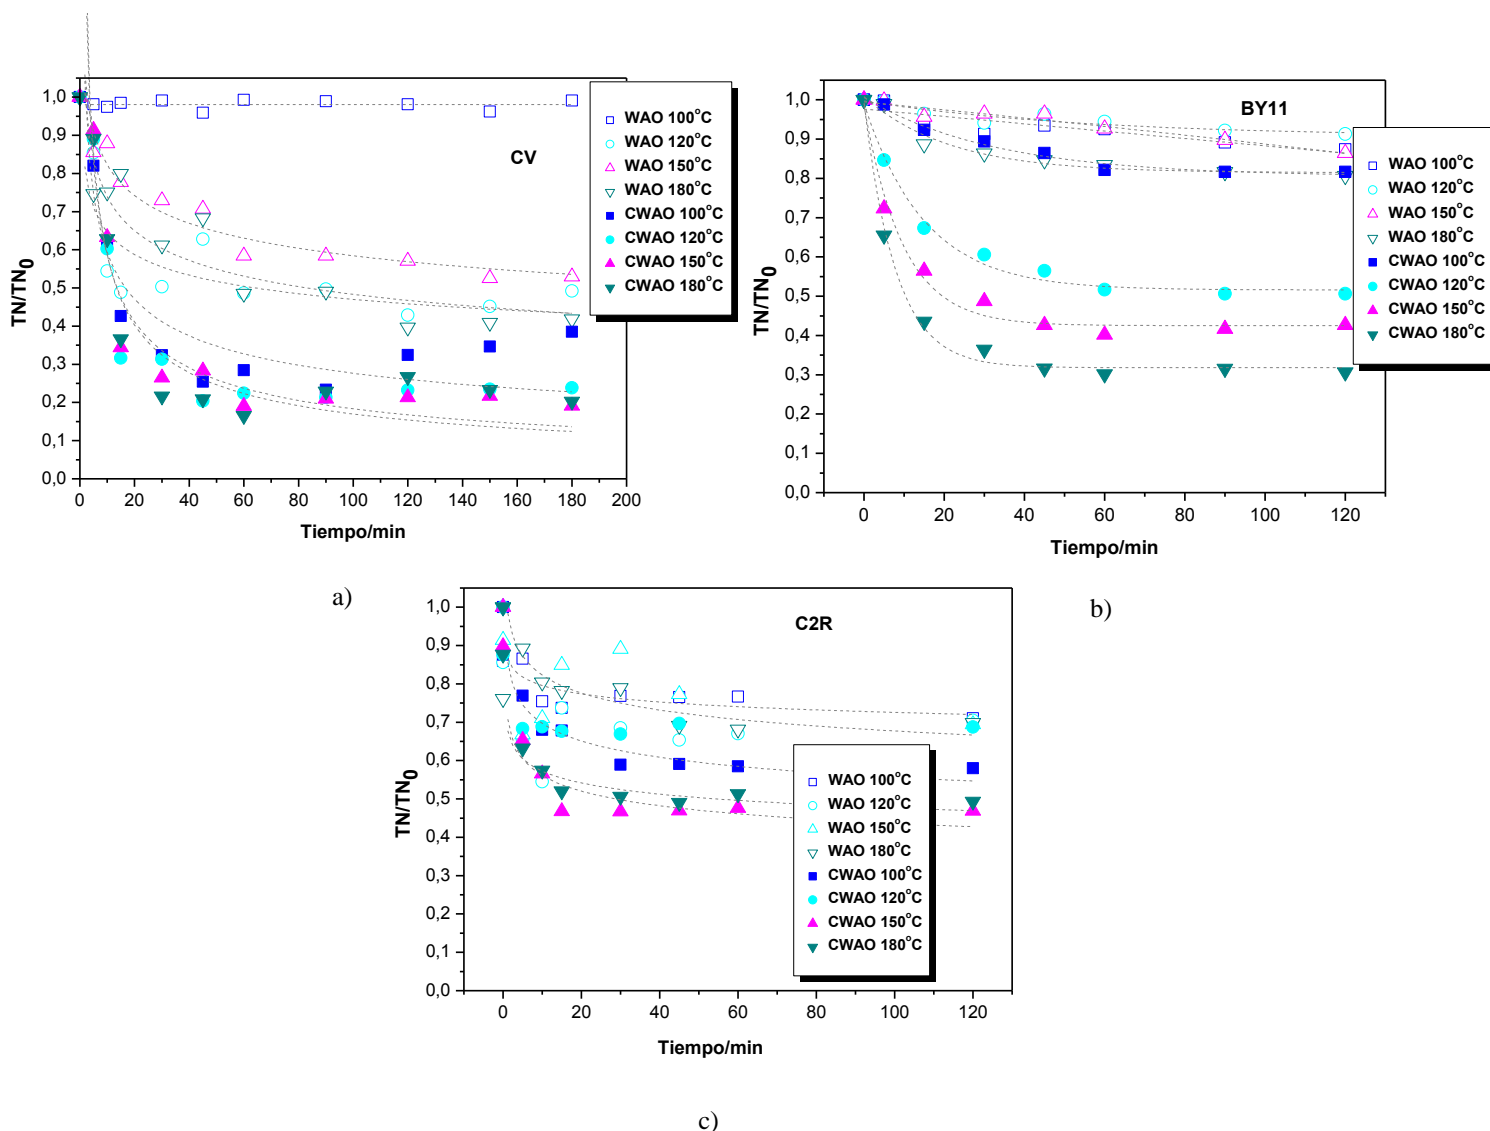 CV
TN/TN0
1,0
0,9
0,8
0,7
0,6
0,5
0,4
0,3
0,2
0,1
0,0
0 20 40 60 80 100 120 140 160 180 200
Tiempo/min
WAO 100°C
WAO 120°C
WAO 150°C
WAO 180°C
CWAO 100°C
CWAO 120°C
CWAO 150°C
CWAO 180°C
a)
BY11
TN/TN0
1,0
0,9
0,8
0,7
0,6
0,5
0,4
0,3
0,2
0,1
0,0
0 20 40 60 80 100 120
Tiempo/min
WAO 100°C
WAO 120°C
WAO 150°C
WAO 180°C
CWAO 100°C
CWAO 120°C
CWAO 150°C
CWAO 180°C
b)
C2R
TN/TN0
1,0
0,9
0,8
0,7
0,6
0,5
0,4
0,3
0,2
0,1
0,0
0 20 40 60 80 100 120
Tiempo/min
WAO 100°C
WAO 120°C
WAO 150°C
WAO 180°C
CWAO 100°C
CWAO 120°C
CWAO 150°C
CWAO 180°C
c)